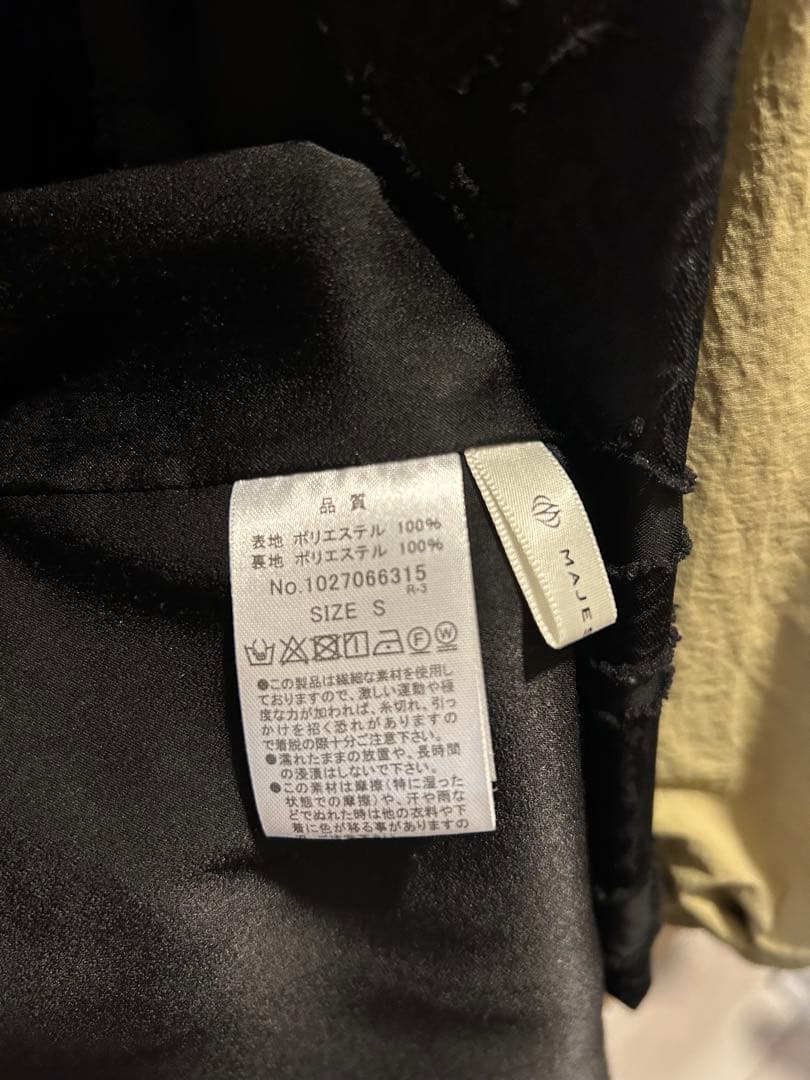 品質
表地 ポリエステル 100%
裏地 ポリエステル 100%
No.1027066315
R-3
SIZE S
F W
●この製品は繊細な素材を使用し
ておりますので、激しい運動や極
度な力が加われば、糸切れ、引っ
かけを招く恐れがありますの
で着脱の際十分ご注意下さい。
●濡れたままの放置や、長時間
の浸漬はしないで下さい。
●この素材は摩擦(特に湿った
状態での摩擦)や、汗や雨な
どでぬれた時は他の衣料や下
着に色が移る事がありますの
MAJE